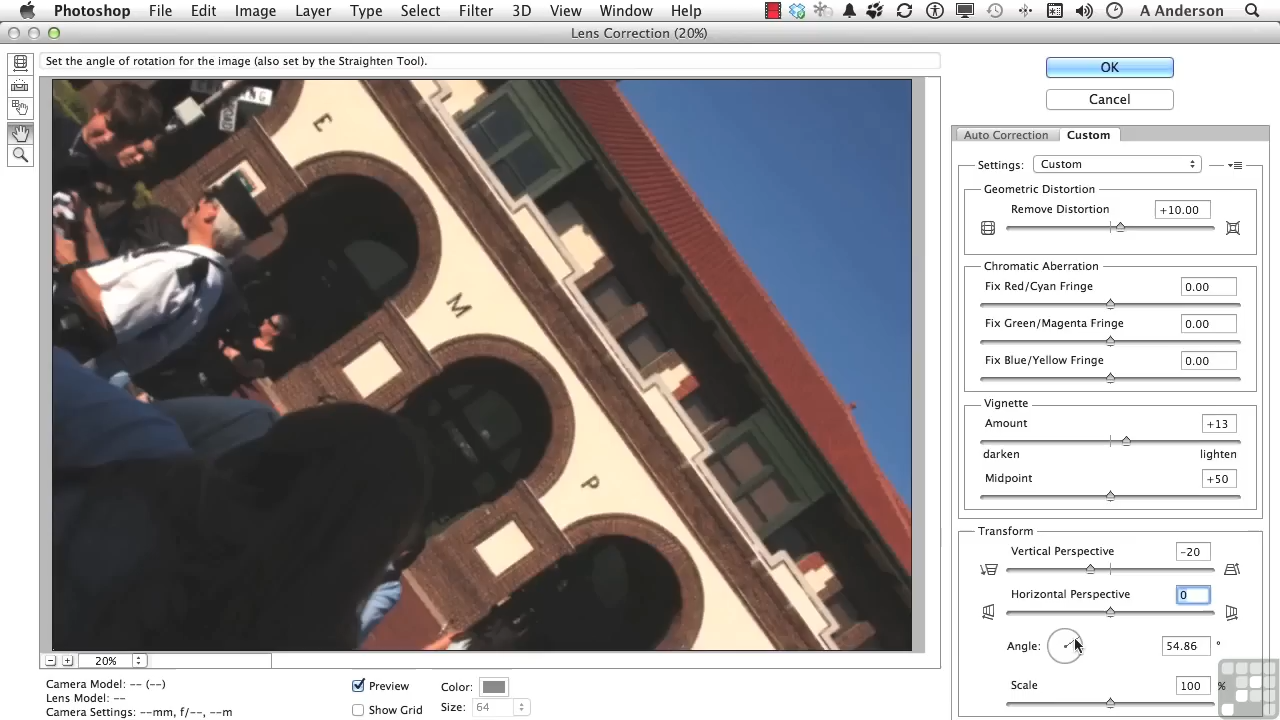 Photoshop File Edit Image Layer Type Select Filter 3D View Window Help A Anderson
Lens Correction (20%)
Set the angle of rotation for the image (also set by the Straighten Tool).
OK
Cancel
Auto Correction Custom
Settings: Custom
Geometric Distortion
Remove Distortion +10.00
Chromatic Aberration
Fix Red/Cyan Fringe 0.00
Fix Green/Magenta Fringe 0.00
Fix Blue/Yellow Fringe 0.00
Vignette
Amount +13
darken lighten
Midpoint +50
Transform
Vertical Perspective -20
Horizontal Perspective 0
Angle: 54.86 °
Scale 100 %
E
M
P
20%
Camera Model: -- (--)
Lens Model: --
Camera Settings: --mm, f/--, --m
Preview Color:
Show Grid Size: 64